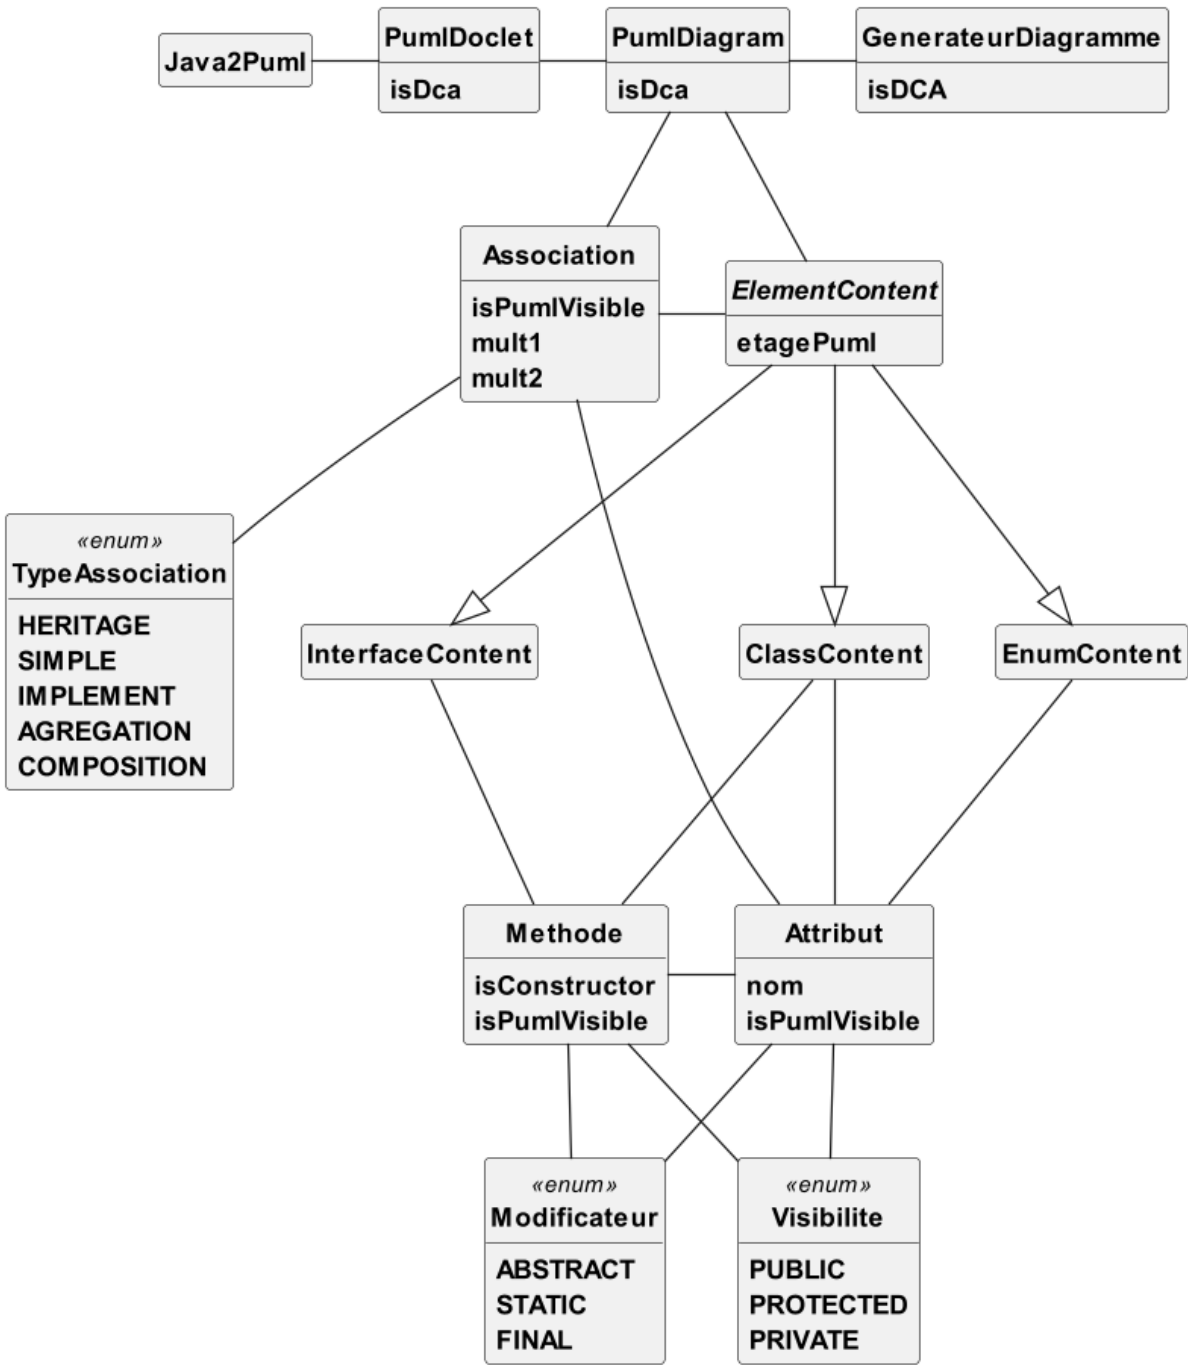 Java2Puml
PumlDoclet
isDca
PumlDiagram
isDca
GenerateurDiagramme
isDCA
Association
isPumlVisible
mult1
mult2
ElementContent
etagePuml
«enum»
TypeAssociation
HERITAGE
SIMPLE
IMPLEMENT
AGREGATION
COMPOSITION
InterfaceContent
ClassContent
EnumContent
Methode
isConstructor
isPumlVisible
Attribut
nom
isPumlVisible
«enum»
Modificateur
ABSTRACT
STATIC
FINAL
«enum»
Visibilite
PUBLIC
PROTECTED
PRIVATE